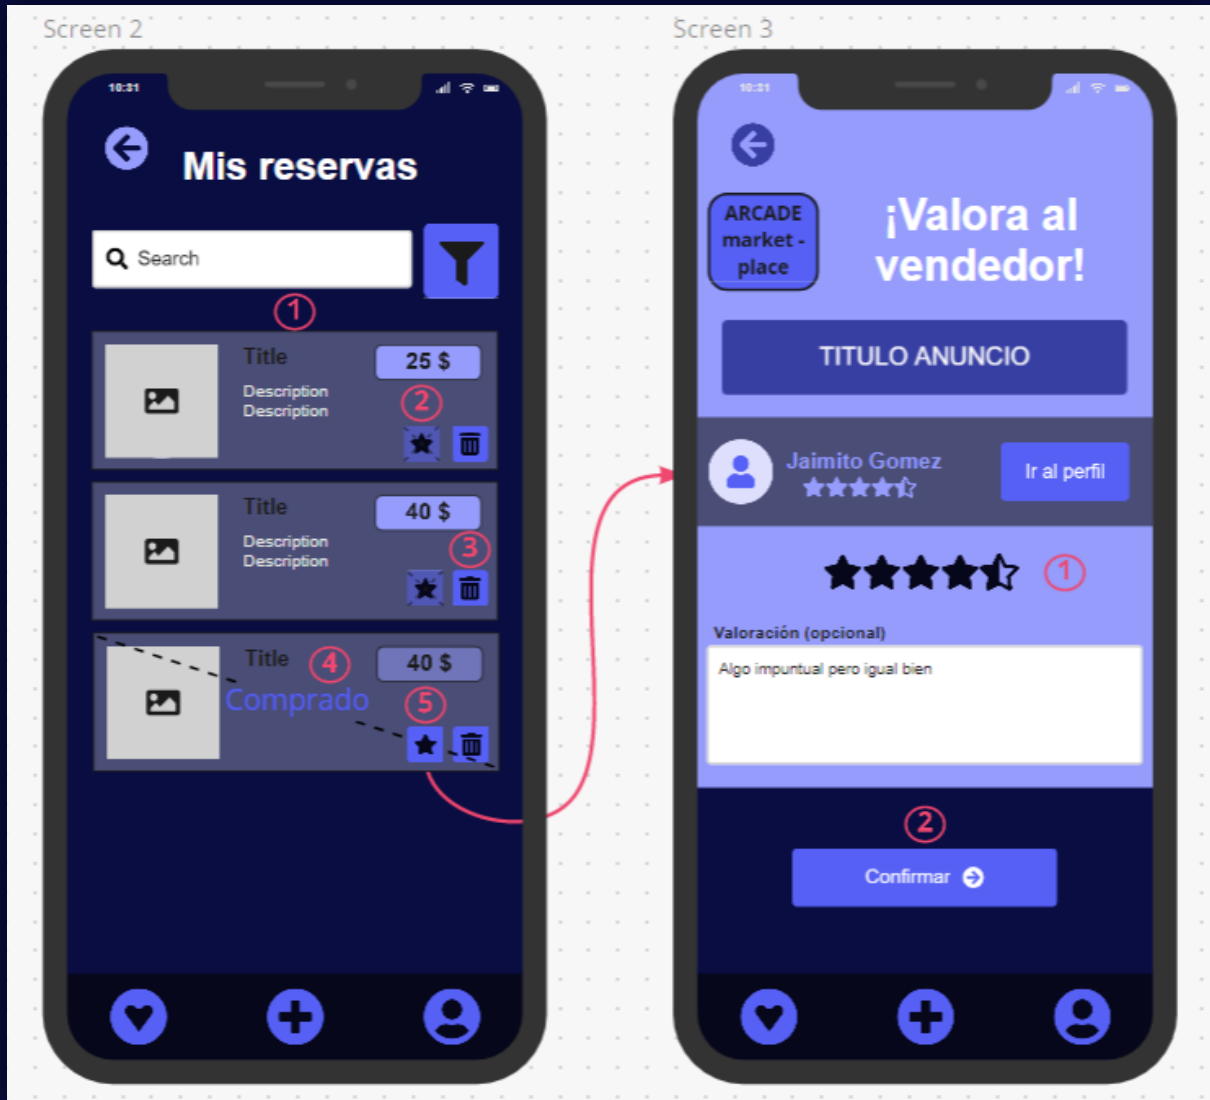 Screen 2
10:31
Mis reservas
Search
1
Title
25 $
Description
Description
2
Title
40 $
Description
Description
3
Title
4
40 $
Comprado
5
Screen 3
10:31
ARCADE
market -
place
¡Valora al
vendedor!
TITULO ANUNCIO
Jaimito Gomez
Ir al perfil
1
Valoración (opcional)
Algo impuntual pero igual bien
2
Confirmar